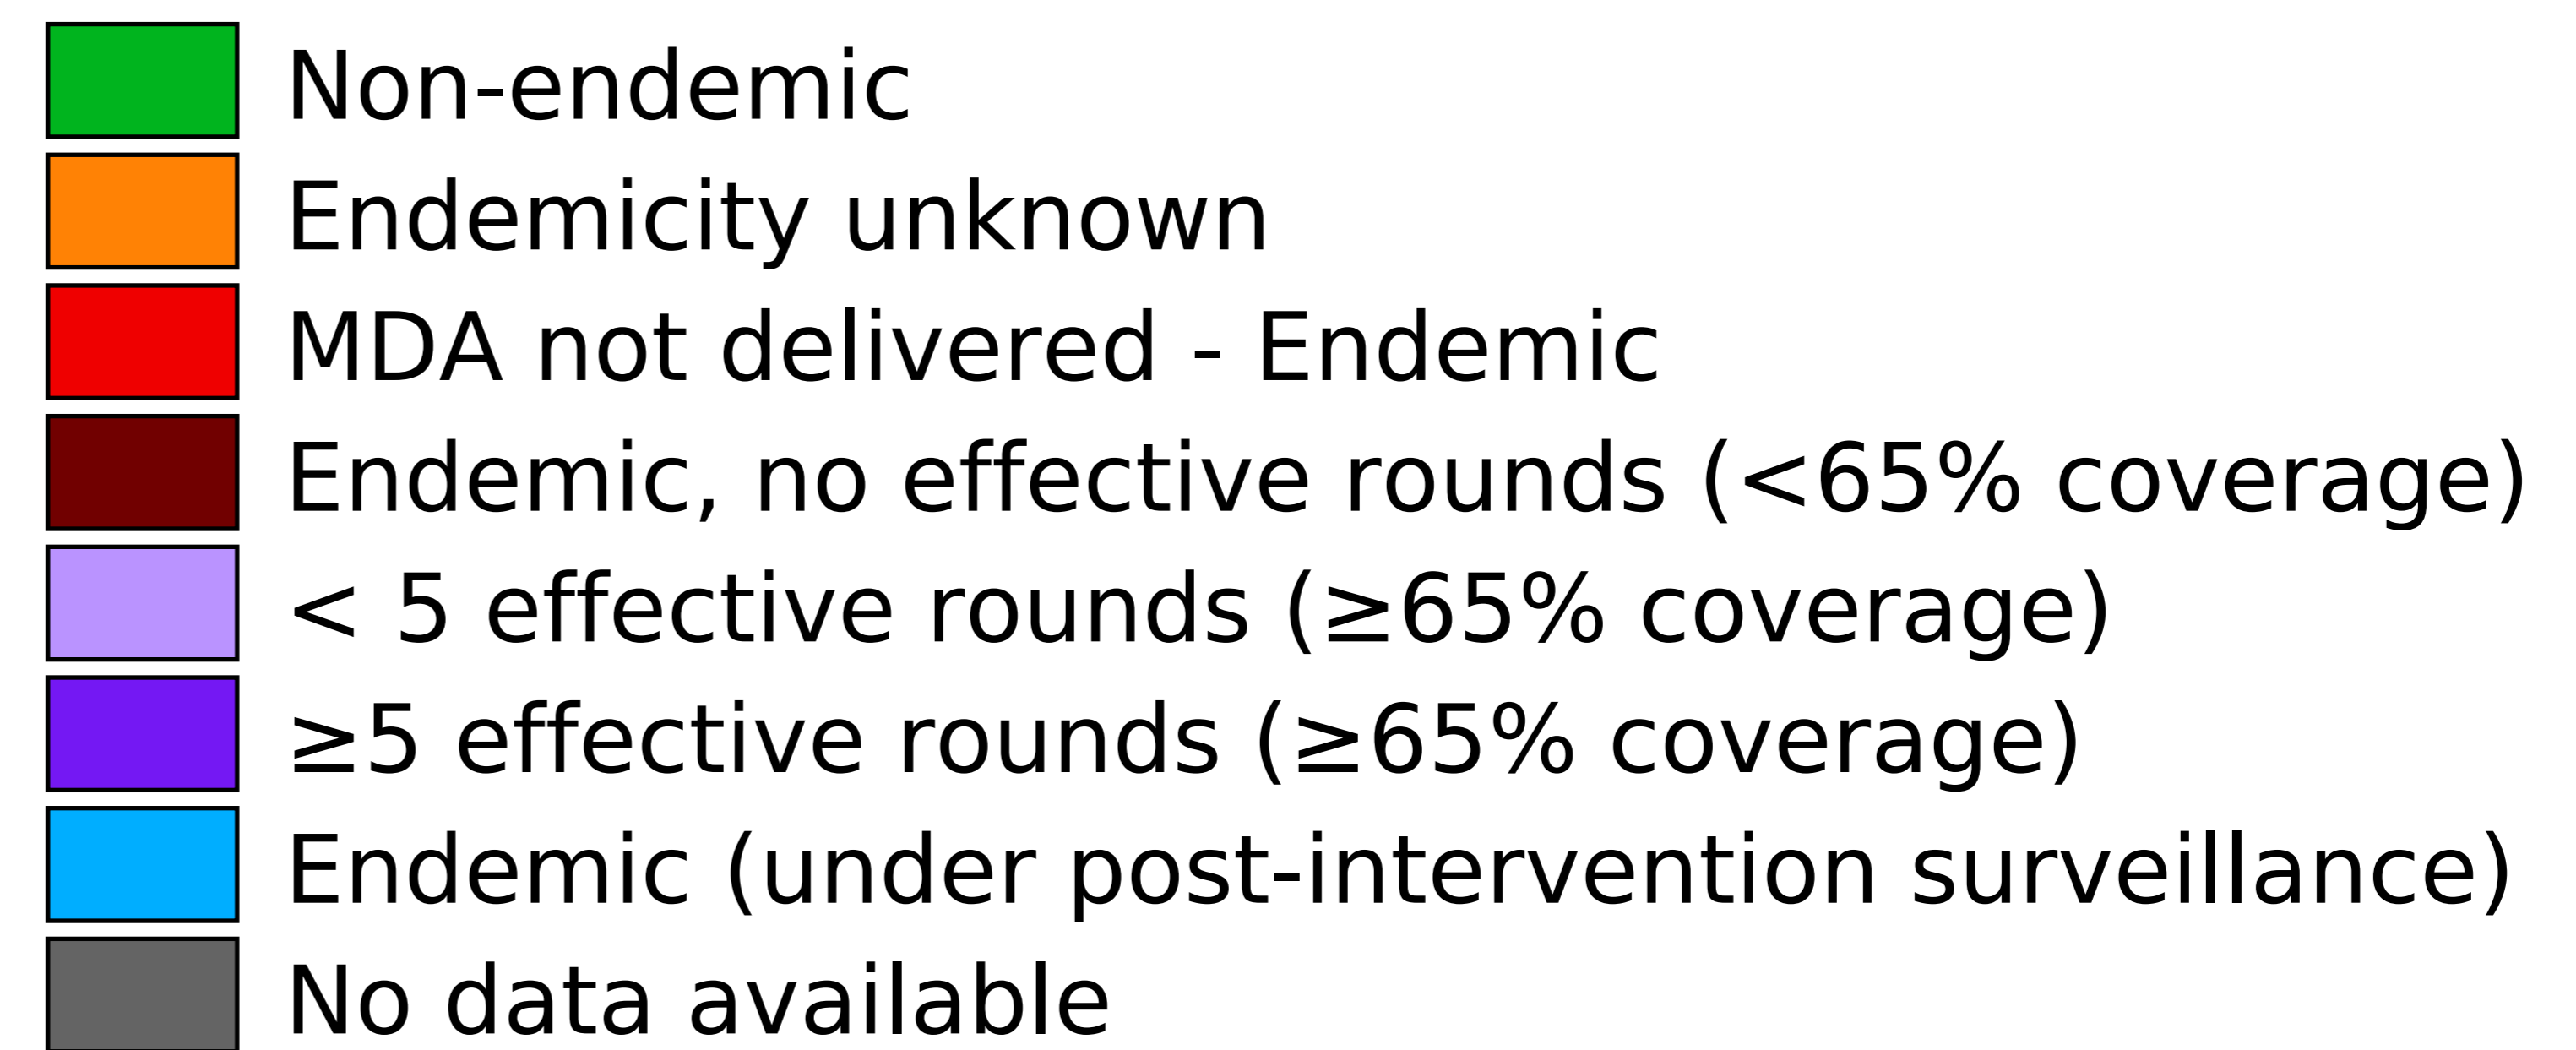 Non-endemic
Endemicity unknown
MDA not delivered - Endemic
Endemic, no effective rounds (<65% coverage)
< 5 effective rounds (≥65% coverage)
≥5 effective rounds (≥65% coverage)
Endemic (under post-intervention surveillance)
No data available